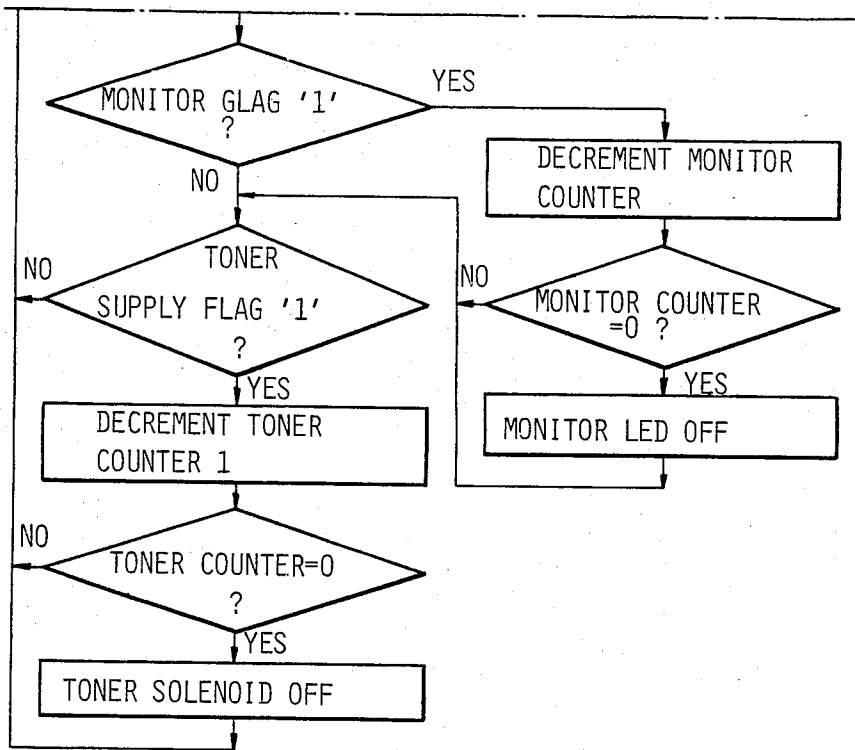 MONITOR GLAG '1'
?
YES
NO
DECREMENT MONITOR
COUNTER
MONITOR COUNTER
=0 ?
NO
YES
MONITOR LED OFF
TONER
SUPPLY FLAG '1'
?
NO
YES
DECREMENT TONER
COUNTER 1
TONER COUNTER=0
?
NO
YES
TONER SOLENOID OFF